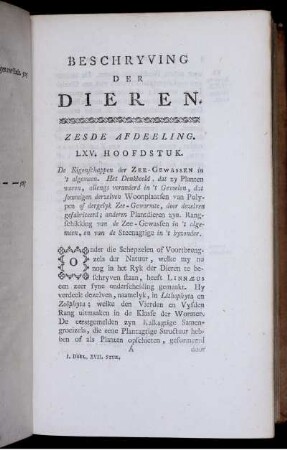 BESCHRYVING
DER
DIEREN.
ZESDE AFDEELING.
LXV. HOOFDSTUK.
De Eigenschappen der ZEE-GEWASSEN in
't algemeen. Het Denkbeeld, dat zy Planten
waren, allengs veranderd in 't Gevoelen, dat
sommigen derzelven Woonplaatsen van Poly-
pen of dergelyk Zee-Gewormte, door dezelven
gefabriceerd; anderen Plantdieren zyn. Rang-
schikking van de Zee-Gewassen in 't alge-
meen, en van de Steenagtige in 't byzonder.
Onder die Schepzelen of Voortbreng-
zels der Natuur, welke my nu
nog in het Ryk der Dieren te be-
schryven staan, heeft LINNÆUS
een zeer fyne onderscheiding gemaakt. Hy
verdeelt dezelven, naamelyk, in Lithophyta en
Zoöphyta; welke den Vierden en Vyfden
Rang uitmaaken in de Klasse der Wormen.
De eerstgemelden zyn Kalkagtige Samen-
groeizels, die eene Plantagtige Struktuur heb-
ben of als Planten opschieten, geformeerd
A
door
I. DEEL. XVII. STUK.